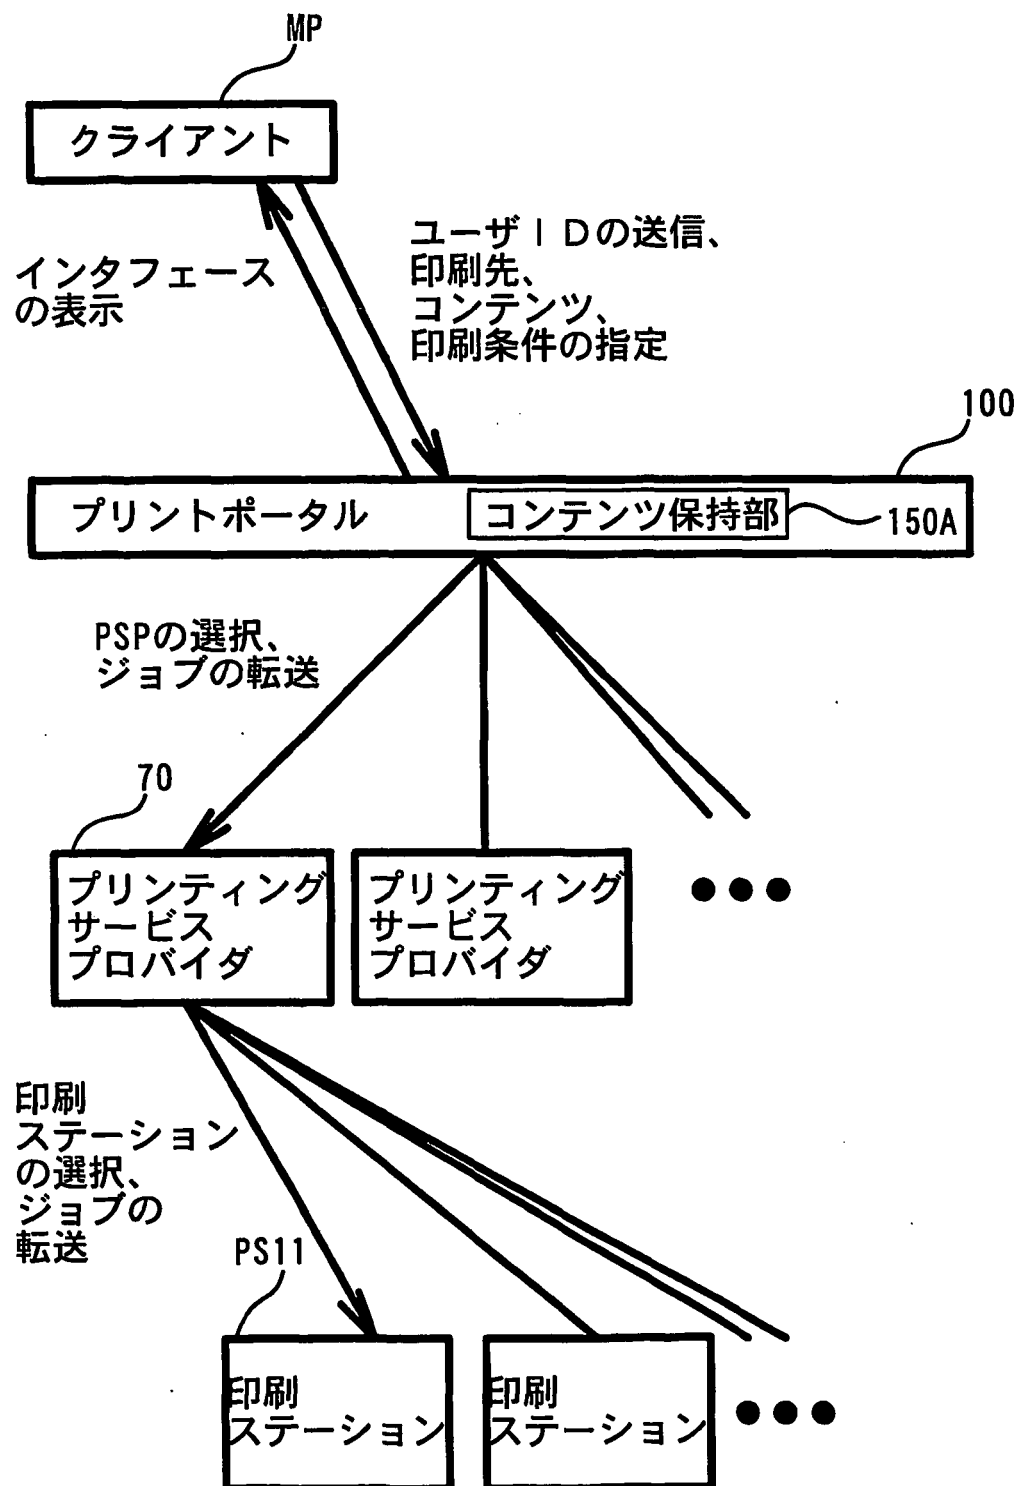 MP
クライアント
インタフェース
の表示
ユーザIDの送信、
印刷先、
コンテンツ、
印刷条件の指定
100
プリントポータル
コンテンツ保持部
150A
PSPの選択、
ジョブの転送
70
プリンティング
サービス
プロバイダ
プリンティング
サービス
プロバイダ
●●●
印刷
ステーション
の選択、
ジョブの
転送
PS11
印刷
ステーション
印刷
ステーション
●●●